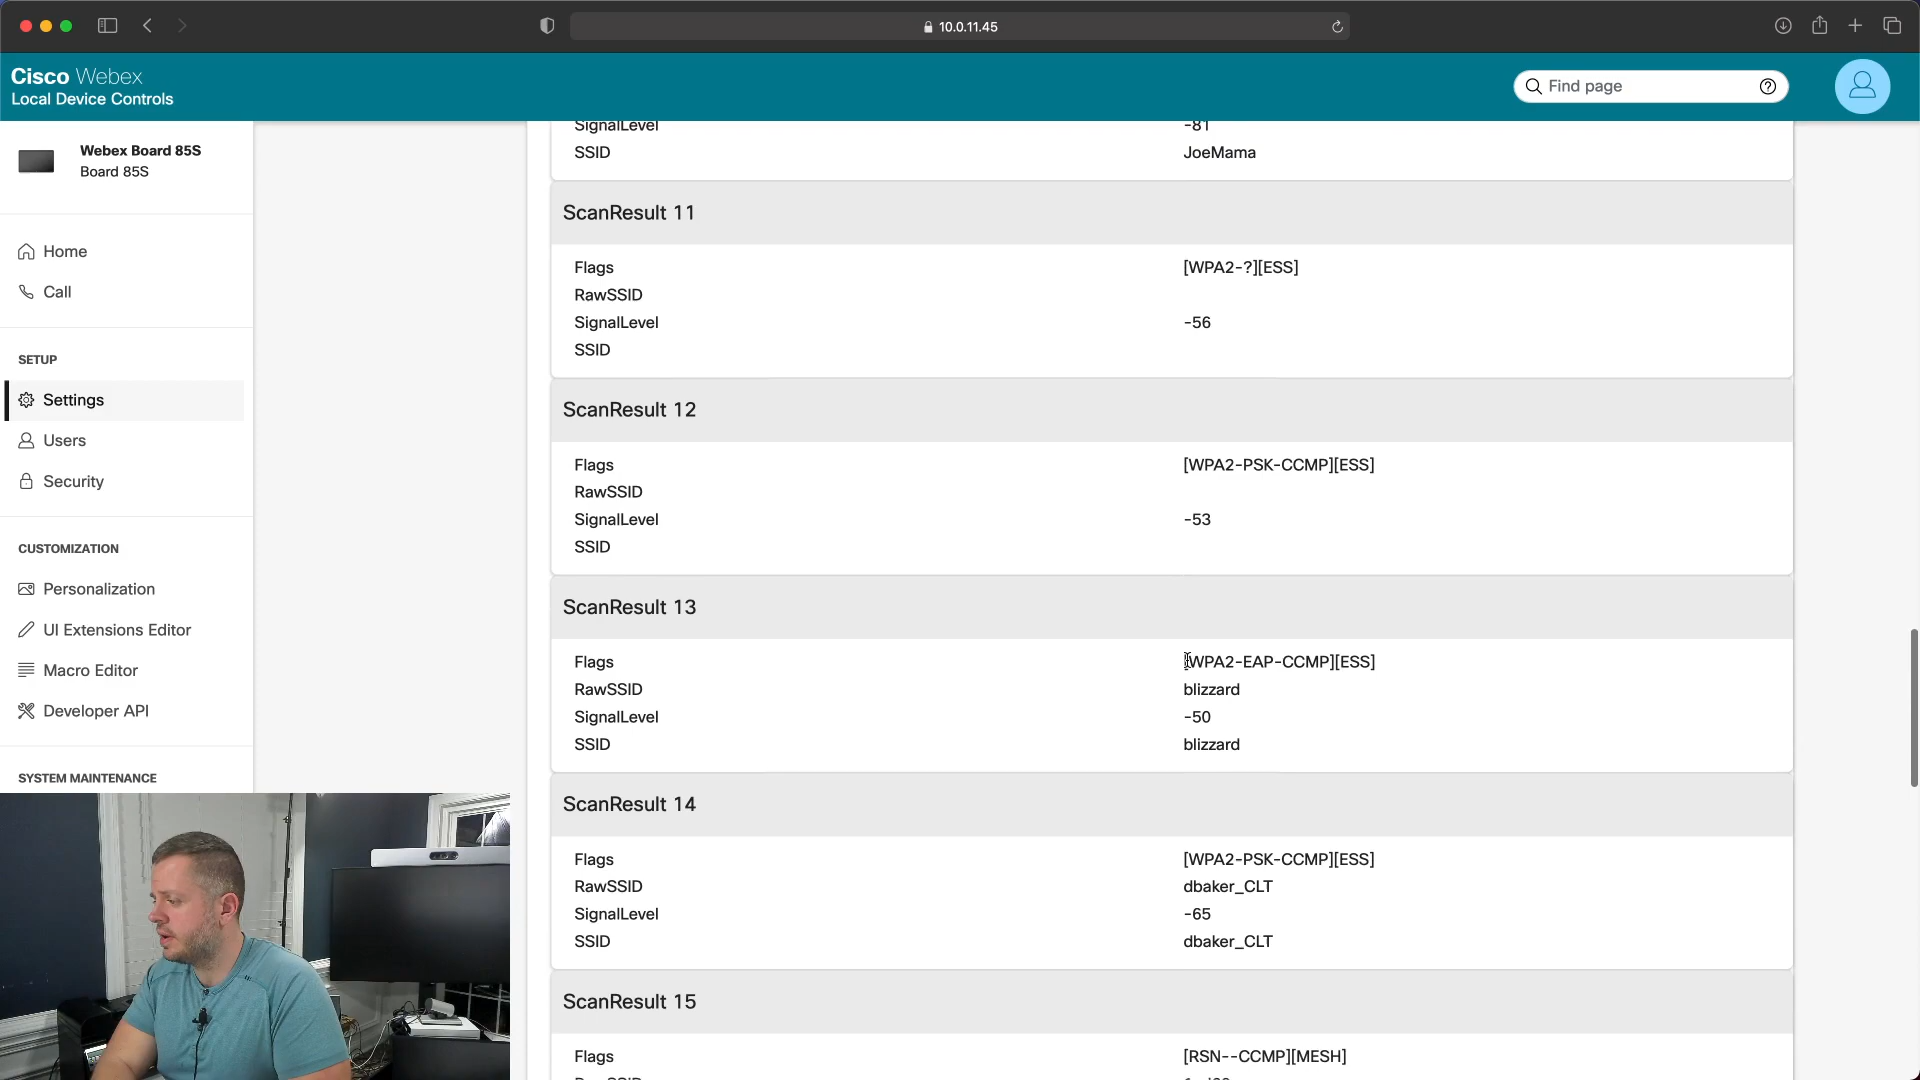 10.0.11.45
Cisco Webex
Local Device Controls
Find page
Webex Board 85S
Board 85S
Home
Call
SETUP
Settings
Users
Security
CUSTOMIZATION
Personalization
UI Extensions Editor
Macro Editor
Developer API
SYSTEM MAINTENANCE
SignalLevel -81
SSID JoeMama
ScanResult 11
Flags [WPA2-?][ESS]
RawSSID
SignalLevel -56
SSID
ScanResult 12
Flags [WPA2-PSK-CCMP][ESS]
RawSSID
SignalLevel -53
SSID
ScanResult 13
Flags [WPA2-EAP-CCMP][ESS]
RawSSID blizzard
SignalLevel -50
SSID blizzard
ScanResult 14
Flags [WPA2-PSK-CCMP][ESS]
RawSSID dbaker_CLT
SignalLevel -65
SSID dbaker_CLT
ScanResult 15
Flags [RSN--CCMP][MESH]